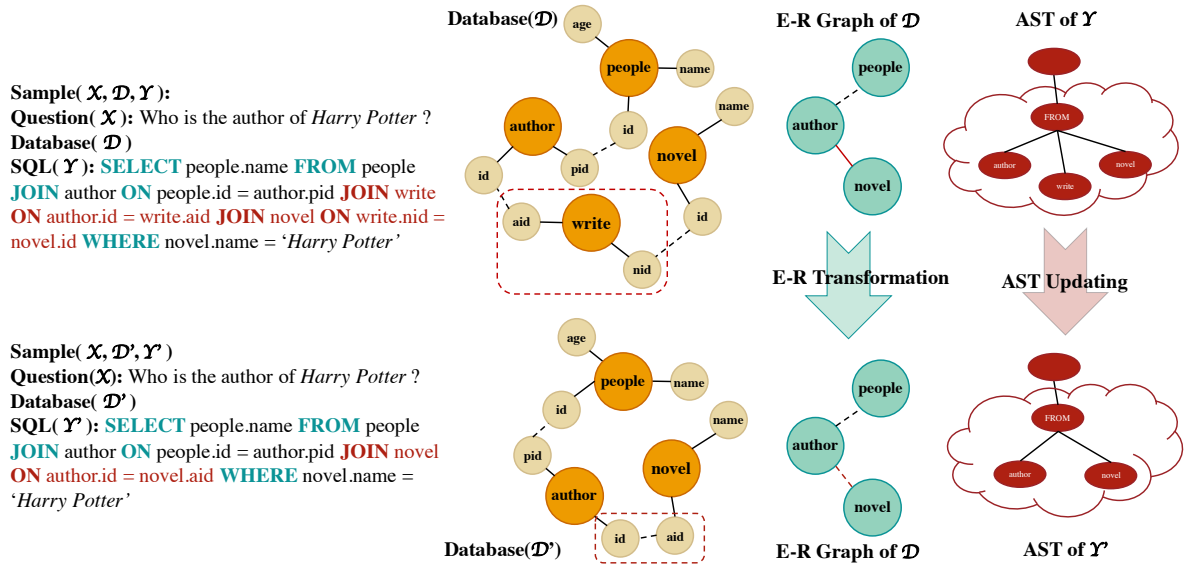 Sample( X, D, Y ):
Question( X ): Who is the author of Harry Potter ?
Database( D )
SQL( Y ): SELECT people.name FROM people
JOIN author ON people.id = author.pid JOIN write
ON author.id = write.aid JOIN novel ON write.nid =
novel.id WHERE novel.name = ‘Harry Potter’
Database(D)
age
people
name
name
author
id
novel
pid
id
aid
write
id
nid
E-R Graph of D
people
author
novel
AST of Y
FROM
author
novel
write
E-R Transformation
AST Updating
Sample( X, D’, Y’ )
Question(X): Who is the author of Harry Potter ?
Database( D’ )
SQL( Y’ ): SELECT people.name FROM people
JOIN author ON people.id = author.pid JOIN novel
ON author.id = novel.aid WHERE novel.name =
‘Harry Potter’
age
people
name
id
name
pid
novel
author
id
aid
Database(D’)
people
author
novel
E-R Graph of D
FROM
author
novel
AST of Y’